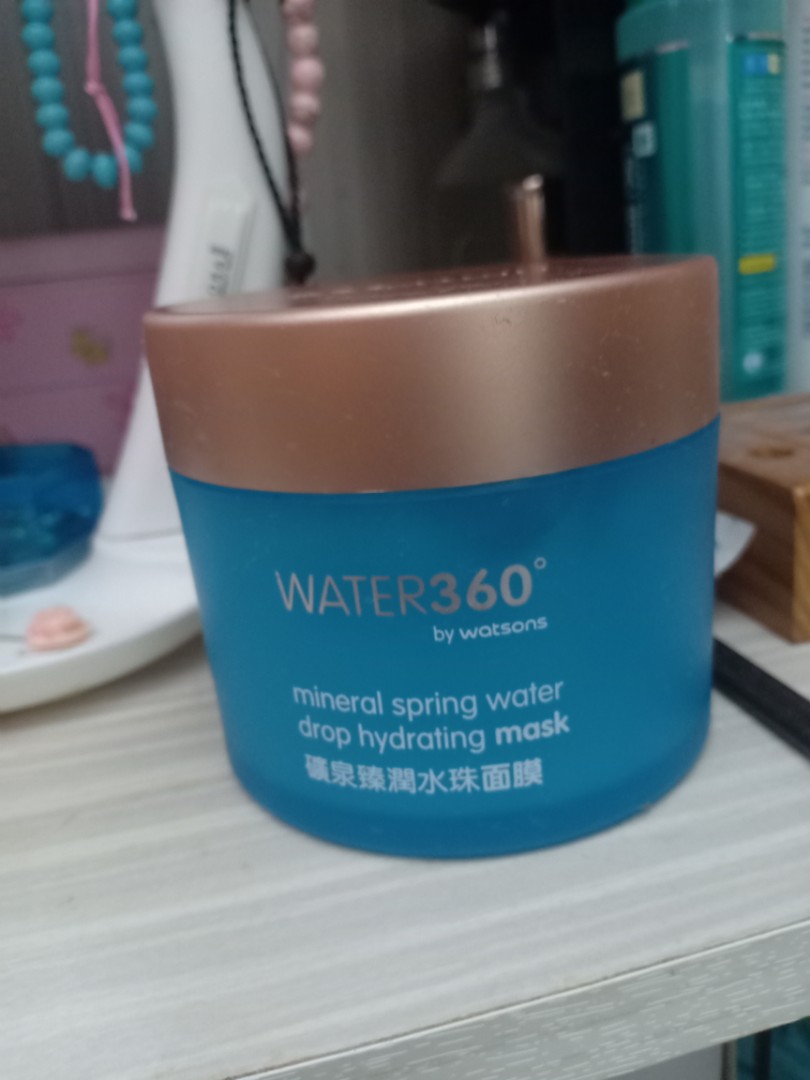 WATER360°
by watsons
mineral spring water
drop hydrating mask
礦泉臻潤水珠面膜